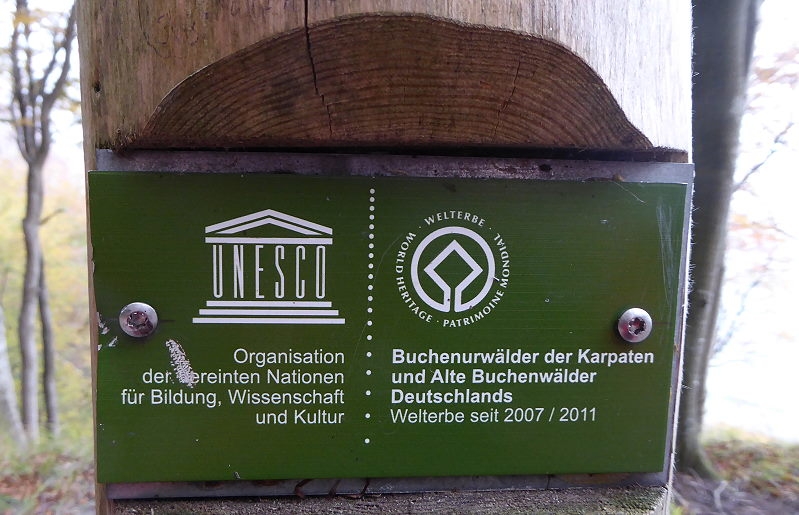 UNESCO
Organisation
der Vereinten Nationen
für Bildung, Wissenschaft
und Kultur
· WELTERBE · WORLD HERITAGE · PATRIMOINE MONDIAL
Buchenurwälder der Karpaten
und Alte Buchenwälder
Deutschlands
Welterbe seit 2007 / 2011